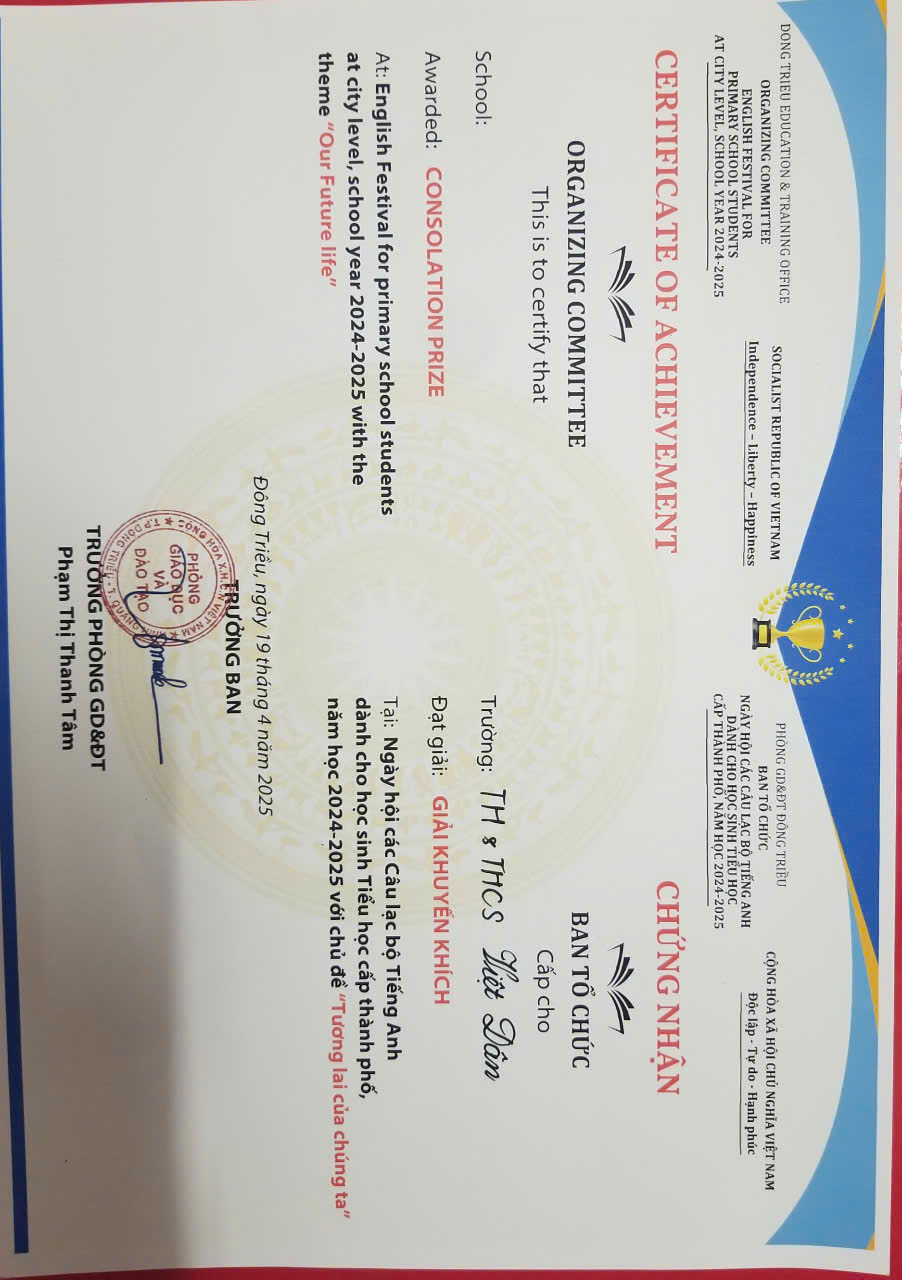 DONG TRIEU EDUCATION & TRAINING OFFICE
ORGANIZING COMMITTEE
ENGLISH FESTIVAL FOR
PRIMARY SCHOOL STUDENTS
AT CITY LEVEL, SCHOOL YEAR 2024-2025
SOCIALIST REPUBLIC OF VIETNAM
Independence – Liberty – Happiness
CERTIFICATE OF ACHIEVEMENT
ORGANIZING COMMITTEE
This is to certify that
School:
Awarded: CONSOLATION PRIZE
At: English Festival for primary school students
at city level, school year 2024-2025 with the
theme "Our Future life"
PHÒNG GD&ĐT ĐÔNG TRIỀU
BAN TỔ CHỨC
NGÀY HỘI CÁC CÂU LẠC BỘ TIẾNG ANH
DÀNH CHO HỌC SINH TIỂU HỌC
CẤP THÀNH PHỐ, NĂM HỌC 2024-2025
CỘNG HÒA XÃ HỘI CHỦ NGHĨA VIỆT NAM
Độc lập - Tự do - Hạnh phúc
CHỨNG NHẬN
BAN TỔ CHỨC
Cấp cho
Trường: TH & THCS Việt Dân
Đạt giải: GIẢI KHUYẾN KHÍCH
Tại: Ngày hội các Câu lạc bộ Tiếng Anh
dành cho học sinh Tiểu học cấp thành phố,
năm học 2024-2025 với chủ đề "Tương lai của chúng ta"
Đông Triều, ngày 19 tháng 4 năm 2025
TRƯỞNG BAN
CỘNG HÒA X.H.C.N VIỆT NAM
PHÒNG
GIÁO DỤC
VÀ
ĐÀO TẠO
TP ĐÔNG TRIỀU - T. QUẢNG NINH
TRƯỞNG PHÒNG GD&ĐT
Phạm Thị Thanh Tâm